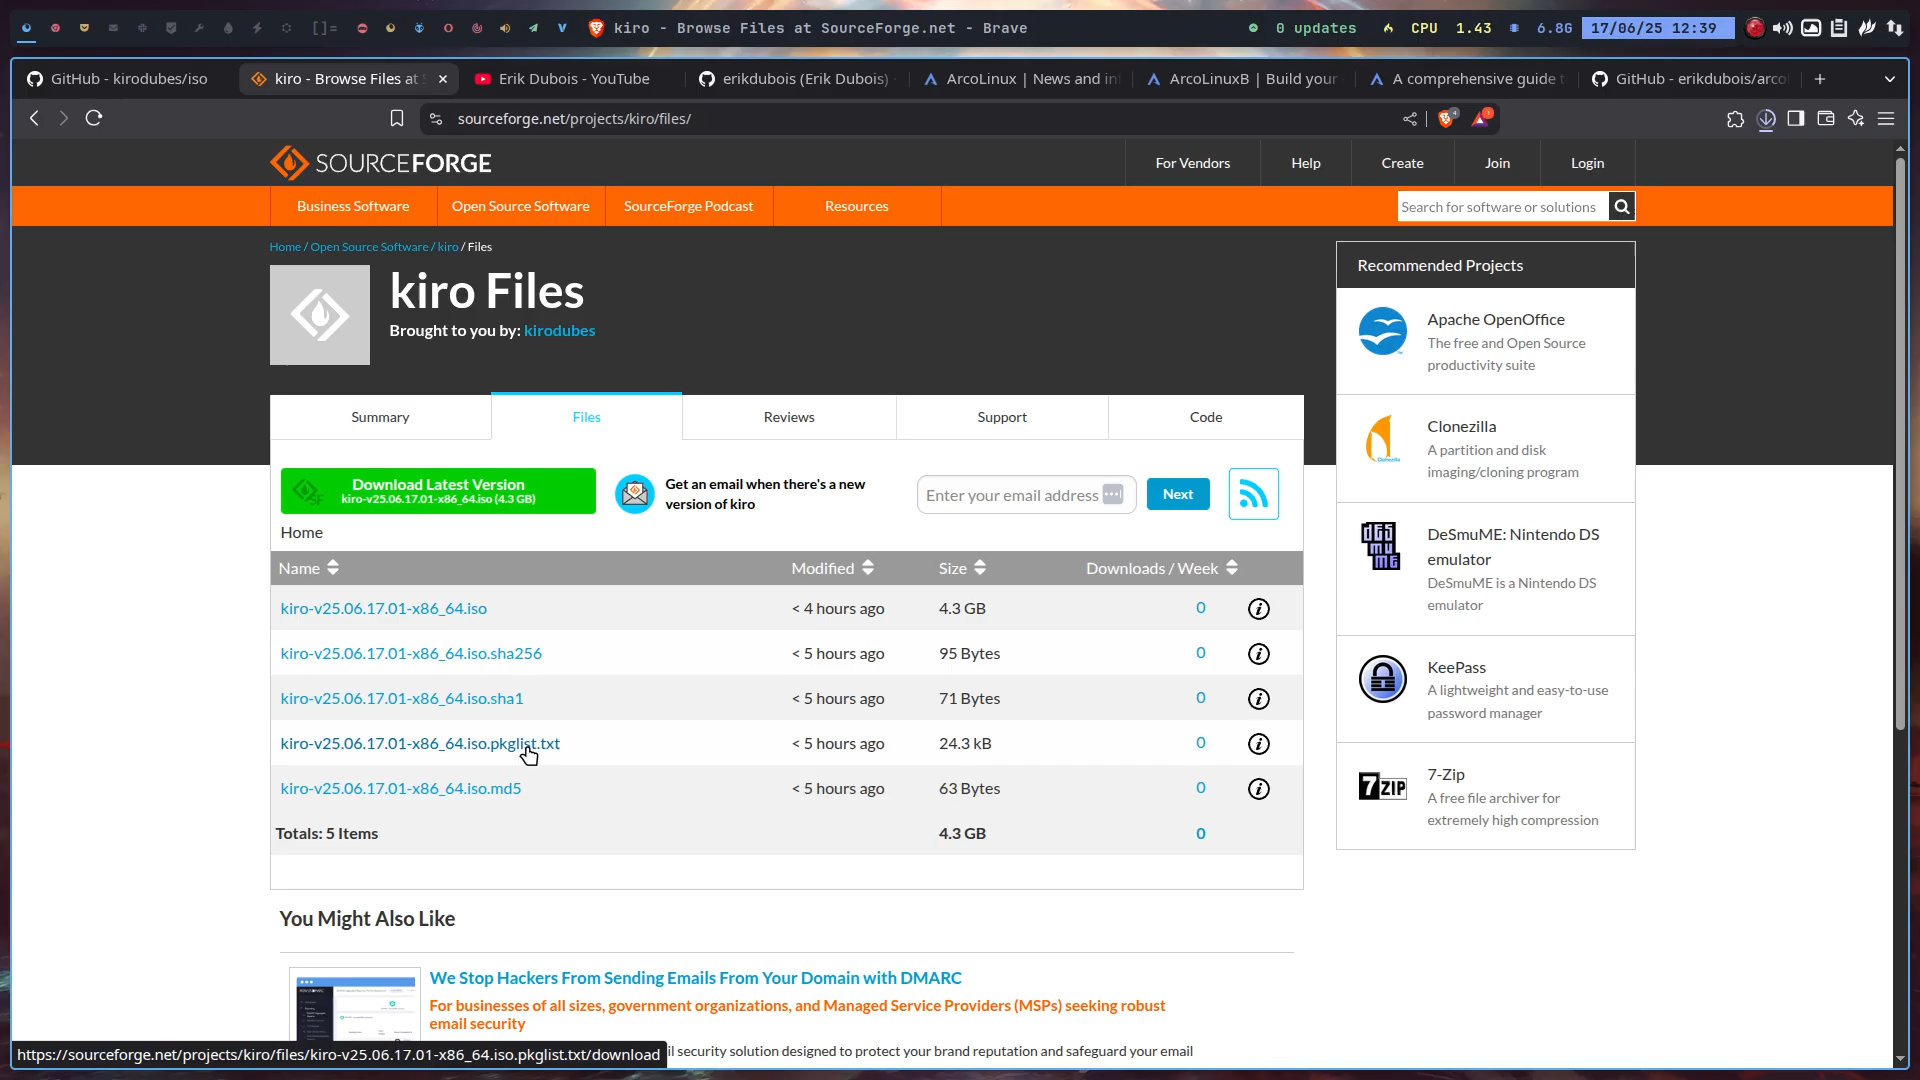 kiro - Browse Files at SourceForge.net - Brave
0 updates
CPU 1.43
6.8G
17/06/25 12:39
GitHub - kirodubes/iso
kiro - Browse Files at
Erik Dubois - YouTube
erikdubois (Erik Dubois)
ArcoLinux | News and in
ArcoLinuxB | Build your
A comprehensive guide
GitHub - erikdubois/arco
sourceforge.net/projects/kiro/files/
SOURCEFORGE
For Vendors
Help
Create
Join
Login
Business Software
Open Source Software
SourceForge Podcast
Resources
Search for software or solutions
Home / Open Source Software / kiro / Files
kiro Files
Brought to you by: kirodubes
Summary
Files
Reviews
Support
Code
Download Latest Version
kiro-v25.06.17.01-x86_64.iso (4.3 GB)
Get an email when there's a new
version of kiro
Enter your email address
Next
Home
Name Modified Size Downloads / Week
kiro-v25.06.17.01-x86_64.iso < 4 hours ago 4.3 GB 0
kiro-v25.06.17.01-x86_64.iso.sha256 < 5 hours ago 95 Bytes 0
kiro-v25.06.17.01-x86_64.iso.sha1 < 5 hours ago 71 Bytes 0
kiro-v25.06.17.01-x86_64.iso.pkglist.txt < 5 hours ago 24.3 kB 0
kiro-v25.06.17.01-x86_64.iso.md5 < 5 hours ago 63 Bytes 0
Totals: 5 Items 4.3 GB 0
Recommended Projects
Apache OpenOffice
The free and Open Source
productivity suite
Clonezilla
A partition and disk
imaging/cloning program
DeSmuME: Nintendo DS
emulator
DeSmuME is a Nintendo DS
emulator
KeePass
A lightweight and easy-to-use
password manager
7-Zip
A free file archiver for
extremely high compression
You Might Also Like
We Stop Hackers From Sending Emails From Your Domain with DMARC
For businesses of all sizes, government organizations, and Managed Service Providers (MSPs) seeking robust
email security
il security solution designed to protect your brand reputation and safeguard your email
https://sourceforge.net/projects/kiro/files/kiro-v25.06.17.01-x86_64.iso.pkglist.txt/download